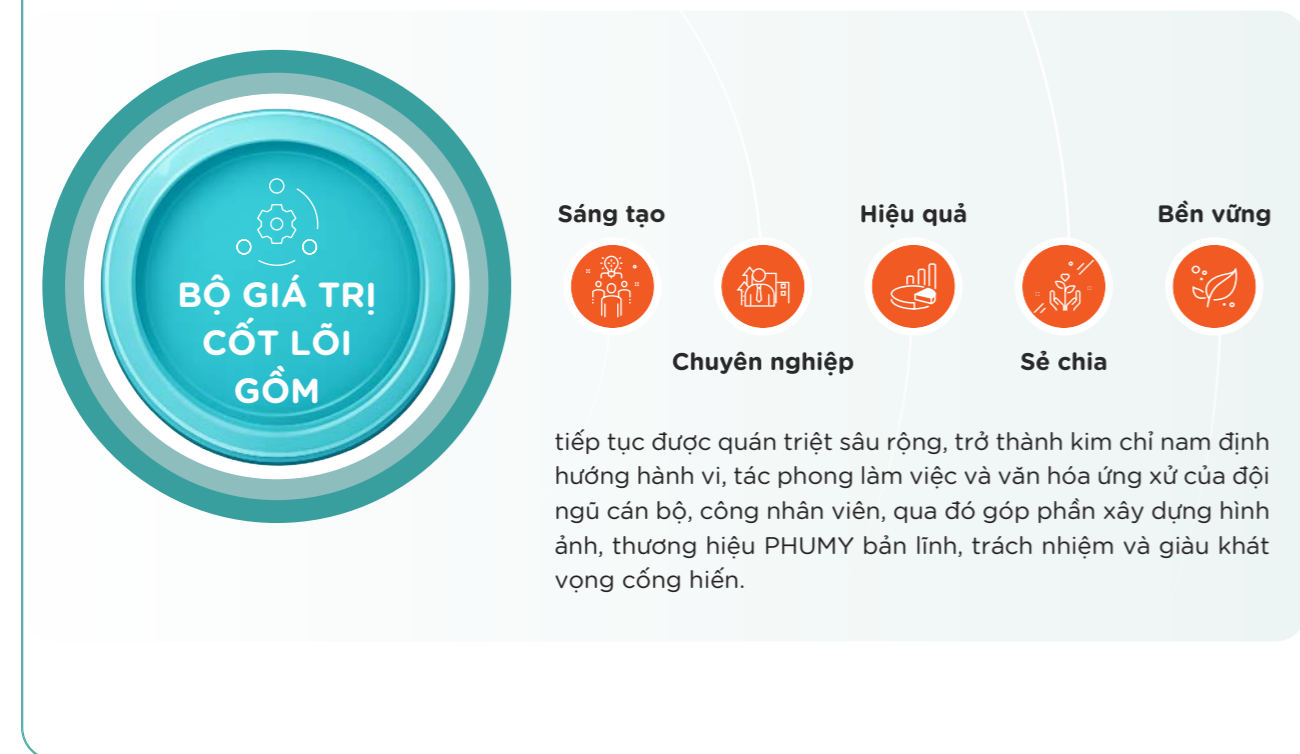 BỘ GIÁ TRỊ
CỐT LÕI
GỒM
Sáng tạo
Chuyên nghiệp
Hiệu quả
Sẻ chia
Bền vững
tiếp tục được quán triệt sâu rộng, trở thành kim chỉ nam định
hướng hành vi, tác phong làm việc và văn hóa ứng xử của đội
ngũ cán bộ, công nhân viên, qua đó góp phần xây dựng hình
ảnh, thương hiệu PHUMY bản lĩnh, trách nhiệm và giàu khát
vọng cống hiến.